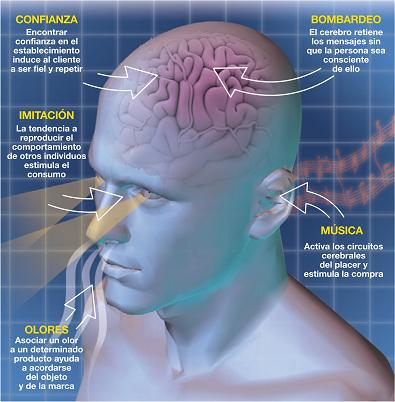 CONFIANZA
Encontrar
confianza en el
establecimiento
induce al cliente
a ser fiel y repetir
BOMBARDEO
El cerebro retiene
los mensajes sin
que la persona sea
consciente
de ello
IMITACIÓN
La tendencia a
reproducir el
comportamiento
de otros individuos
estimula el
consumo
MÚSICA
Activa los circuitos
cerebrales
del placer y
estimula la compra
OLORES
Asociar un olor
a un determinado
producto ayuda
a acordarse
del objeto
y de la marca